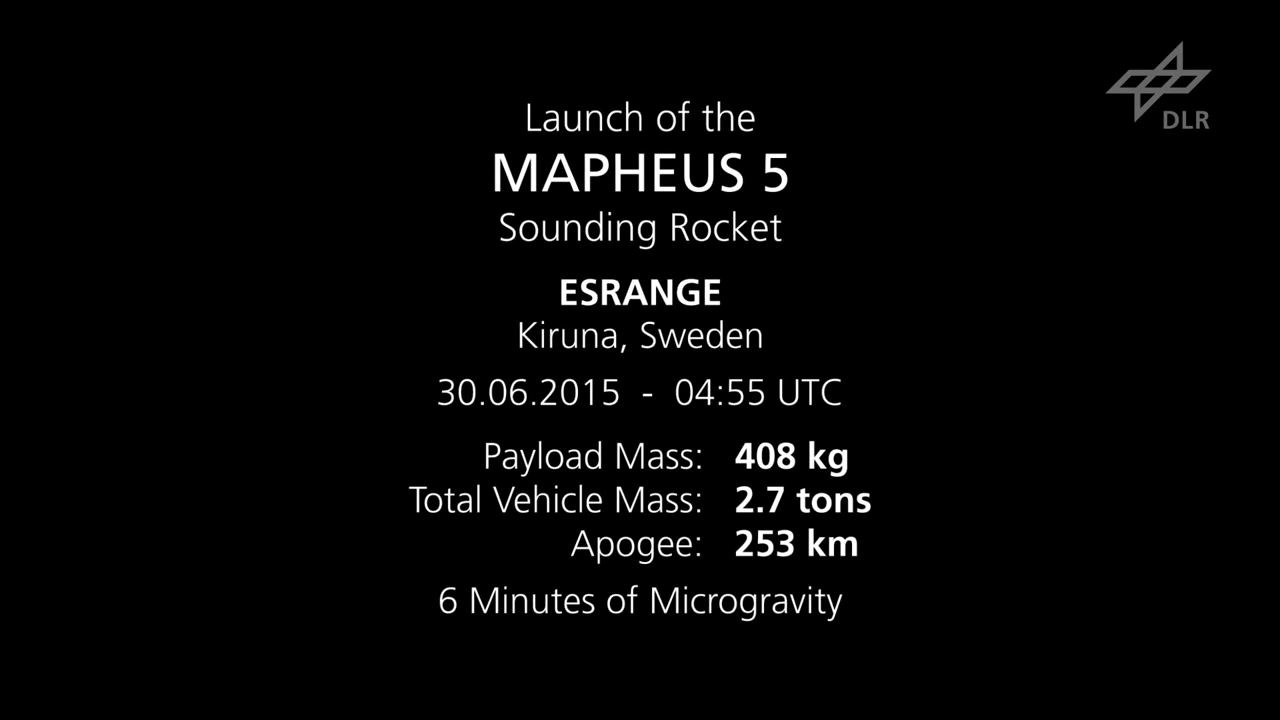 DLR
Launch of the
MAPHEUS 5
Sounding Rocket
ESRANGE
Kiruna, Sweden
30.06.2015 - 04:55 UTC
Payload Mass: 408 kg
Total Vehicle Mass: 2.7 tons
Apogee: 253 km
6 Minutes of Microgravity